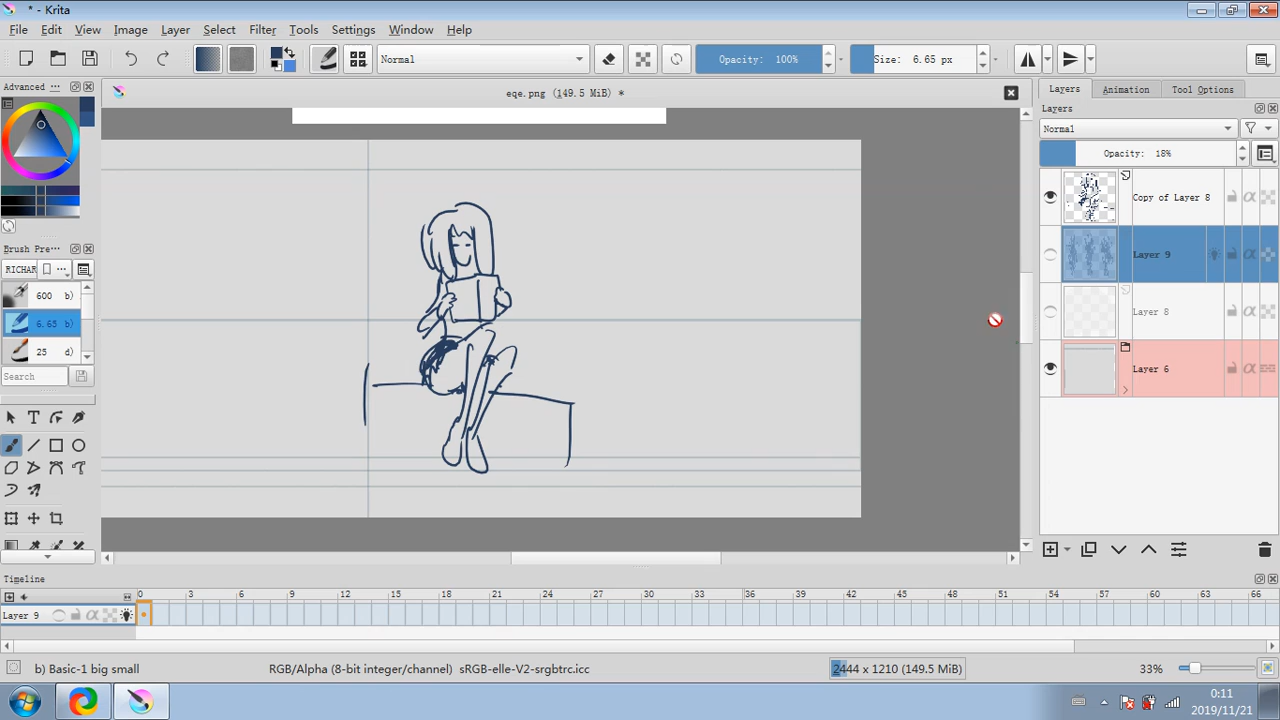 * - Krita
File Edit View Image Layer Select Filter Tools Settings Window Help
Normal
Opacity: 100%
Size: 6.65 px
Advanced ...
eqe.png (149.5 MiB) *
Layers Animation Tool Options
Layers
Normal
Opacity: 18%
Copy of Layer 8
Layer 9
Layer 8
Layer 6
Brush Pre...
RICHAR ...
600 b)
6.65 b)
25 d)
Search
Timeline
0 3 6 9 12 15 18 21 24 27 30 33 36 39 42 45 48 51 54 57 60 63 66
Layer 9
b) Basic-1 big small
RGB/Alpha (8-bit integer/channel) sRGB-elle-V2-srgbtrc.icc
2444 x 1210 (149.5 MiB)
33%
0:11
2019/11/21